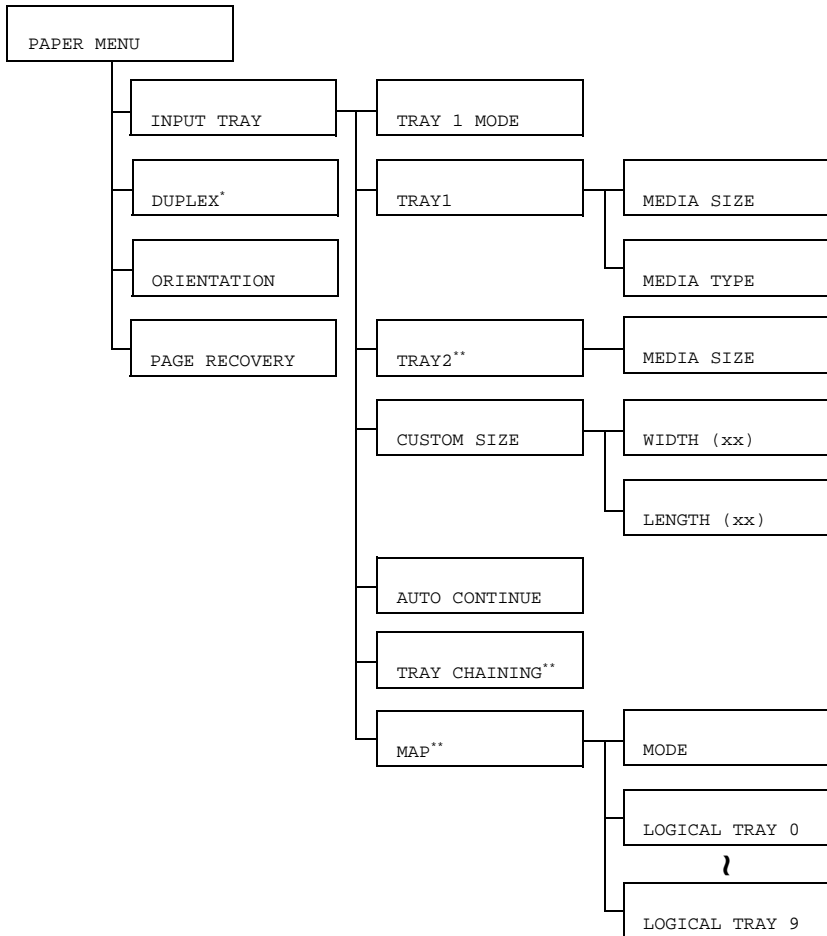 PAPER MENU
INPUT TRAY
TRAY 1 MODE
DUPLEX*
TRAY1
MEDIA SIZE
ORIENTATION
MEDIA TYPE
PAGE RECOVERY
TRAY2**
MEDIA SIZE
CUSTOM SIZE
WIDTH (xx)
LENGTH (xx)
AUTO CONTINUE
TRAY CHAINING**
MAP**
MODE
LOGICAL TRAY 0
~
LOGICAL TRAY 9